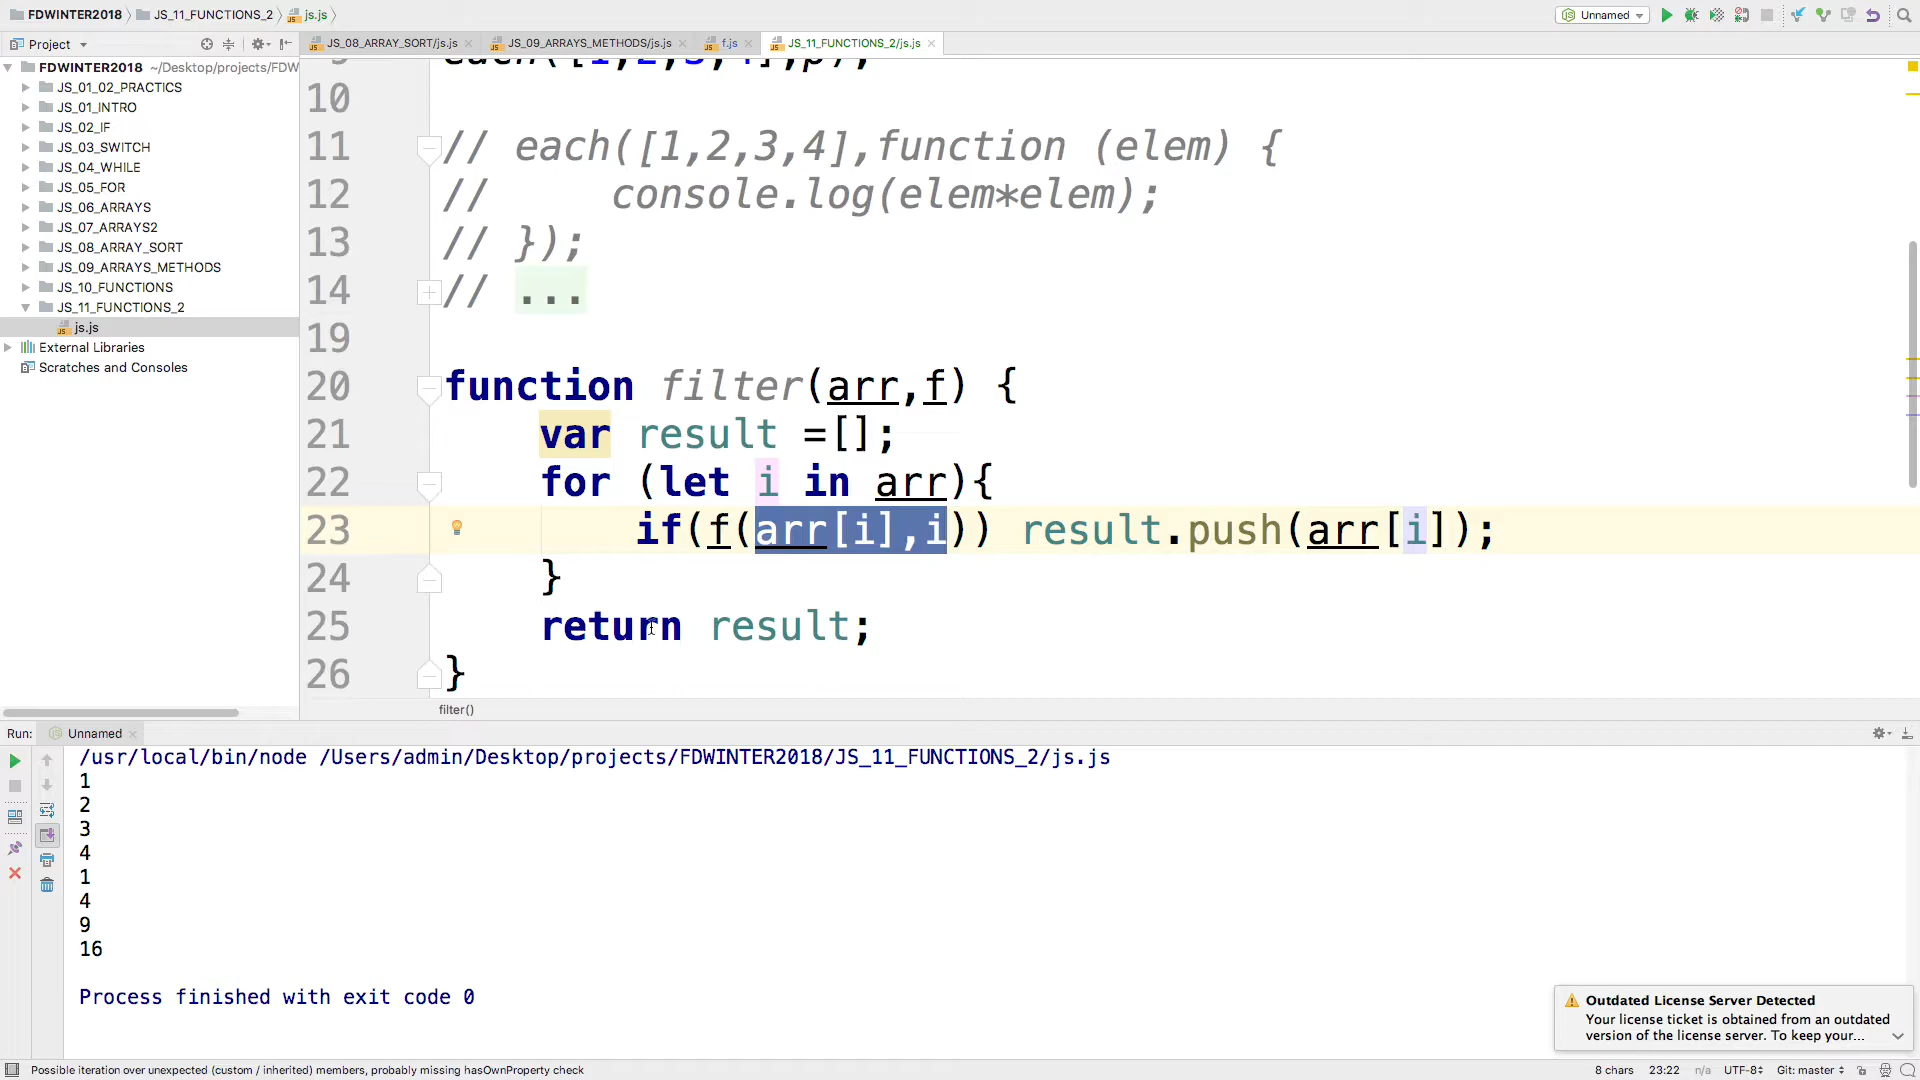 FDWINTER2018 JS_11_FUNCTIONS_2 js.js Unnamed
Project JS_08_ARRAY_SORT/js.js JS_09_ARRAYS_METHODS/js.js f.js JS_11_FUNCTIONS_2/js.js
FDWINTER2018 ~/Desktop/projects/FDW
JS_01_02_PRACTICS
JS_01_INTRO
JS_02_IF
JS_03_SWITCH
JS_04_WHILE
JS_05_FOR
JS_06_ARRAYS
JS_07_ARRAYS2
JS_08_ARRAY_SORT
JS_09_ARRAYS_METHODS
JS_10_FUNCTIONS
JS_11_FUNCTIONS_2
js.js
External Libraries
Scratches and Consoles
each([1,2,3,4],p);
10
11 // each([1,2,3,4],function (elem) {
12 //     console.log(elem*elem);
13 // });
14 // ...
19
20 function filter(arr,f) {
21 var result =[];
22 for (let i in arr){
23 if(f(arr[i],i)) result.push(arr[i]);
24 }
25 return result;
26 }
filter()
Run: Unnamed
/usr/local/bin/node /Users/admin/Desktop/projects/FDWINTER2018/JS_11_FUNCTIONS_2/js.js
1
2
3
4
1
4
9
16
Process finished with exit code 0
Outdated License Server Detected
Your license ticket is obtained from an outdated
version of the license server. To keep your...
Possible iteration over unexpected (custom / inherited) members, probably missing hasOwnProperty check 8 chars 23:22 n/a UTF-8 Git: master